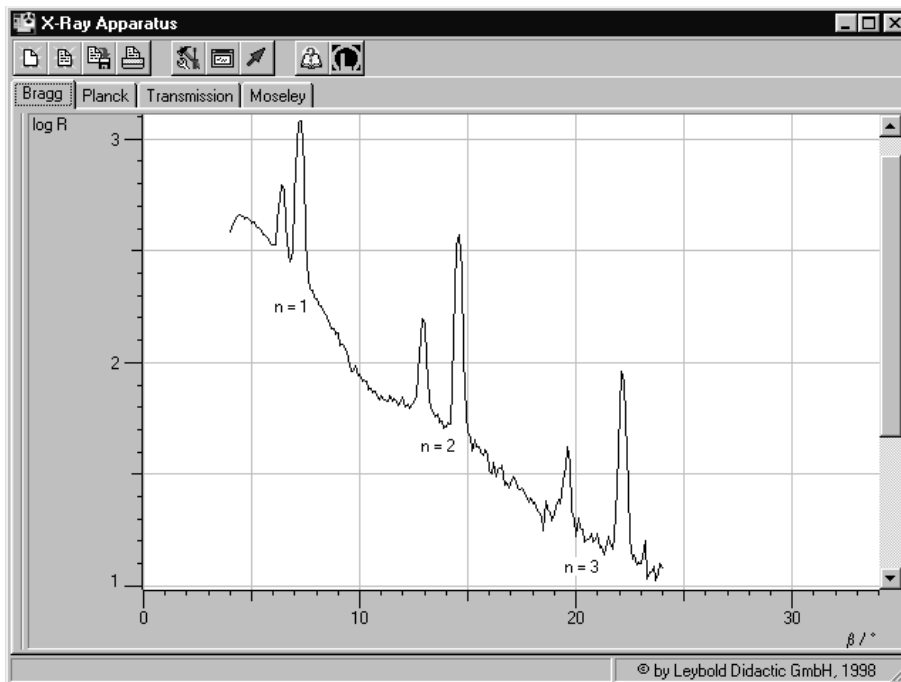 X-Ray Apparatus
Bragg Planck Transmission Moseley
log R
3
n = 1
2
n = 2
n = 3
1
0 10 20 30
β / °
© by Leybold Didactic GmbH, 1998